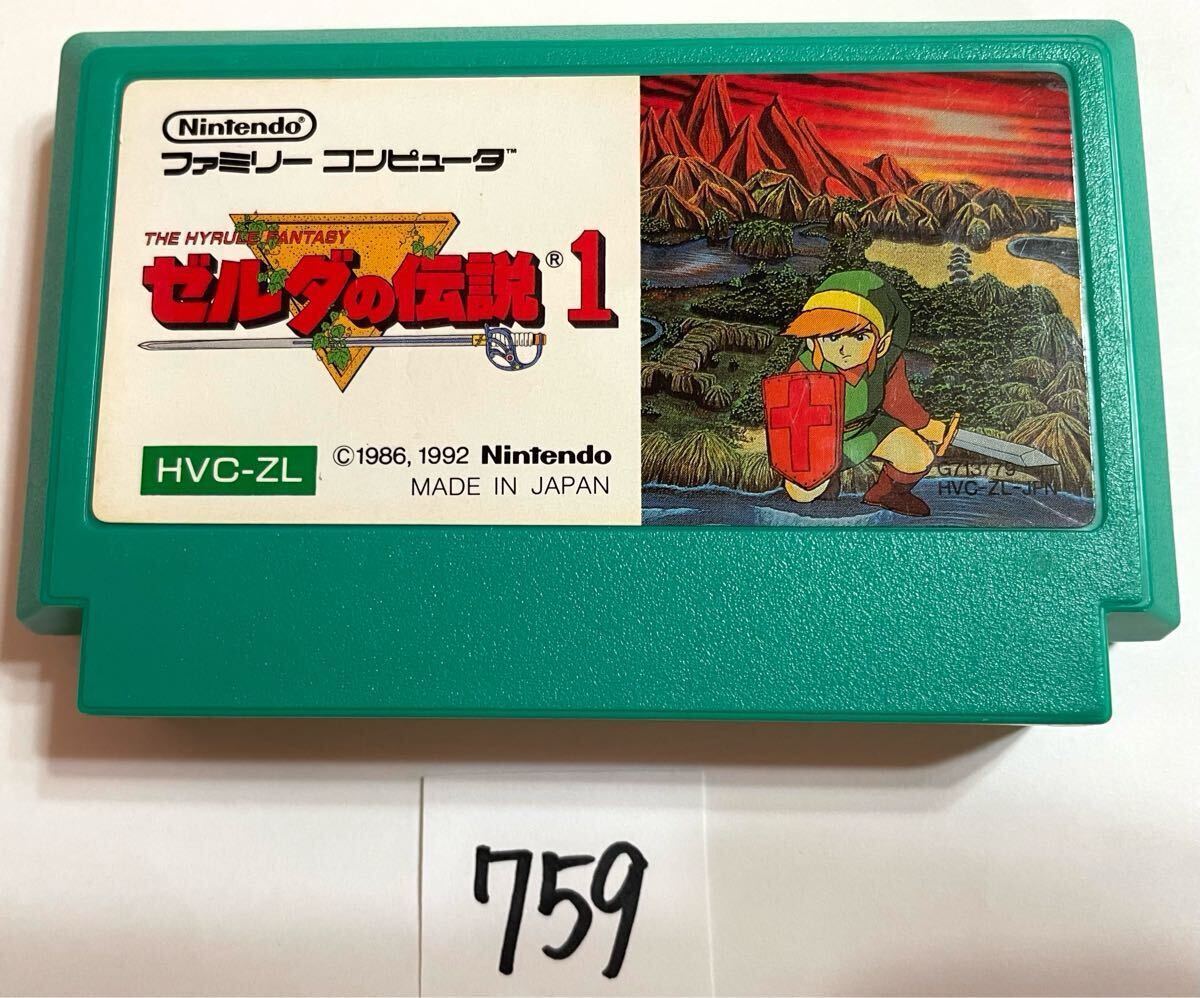 Nintendo®
ファミリー コンピュータ™
THE HYRULE FANTASY
ゼルダの伝説® 1
HVC-ZL
©1986, 1992 Nintendo
MADE IN JAPAN
G713779
HVC-ZL-JPN
759